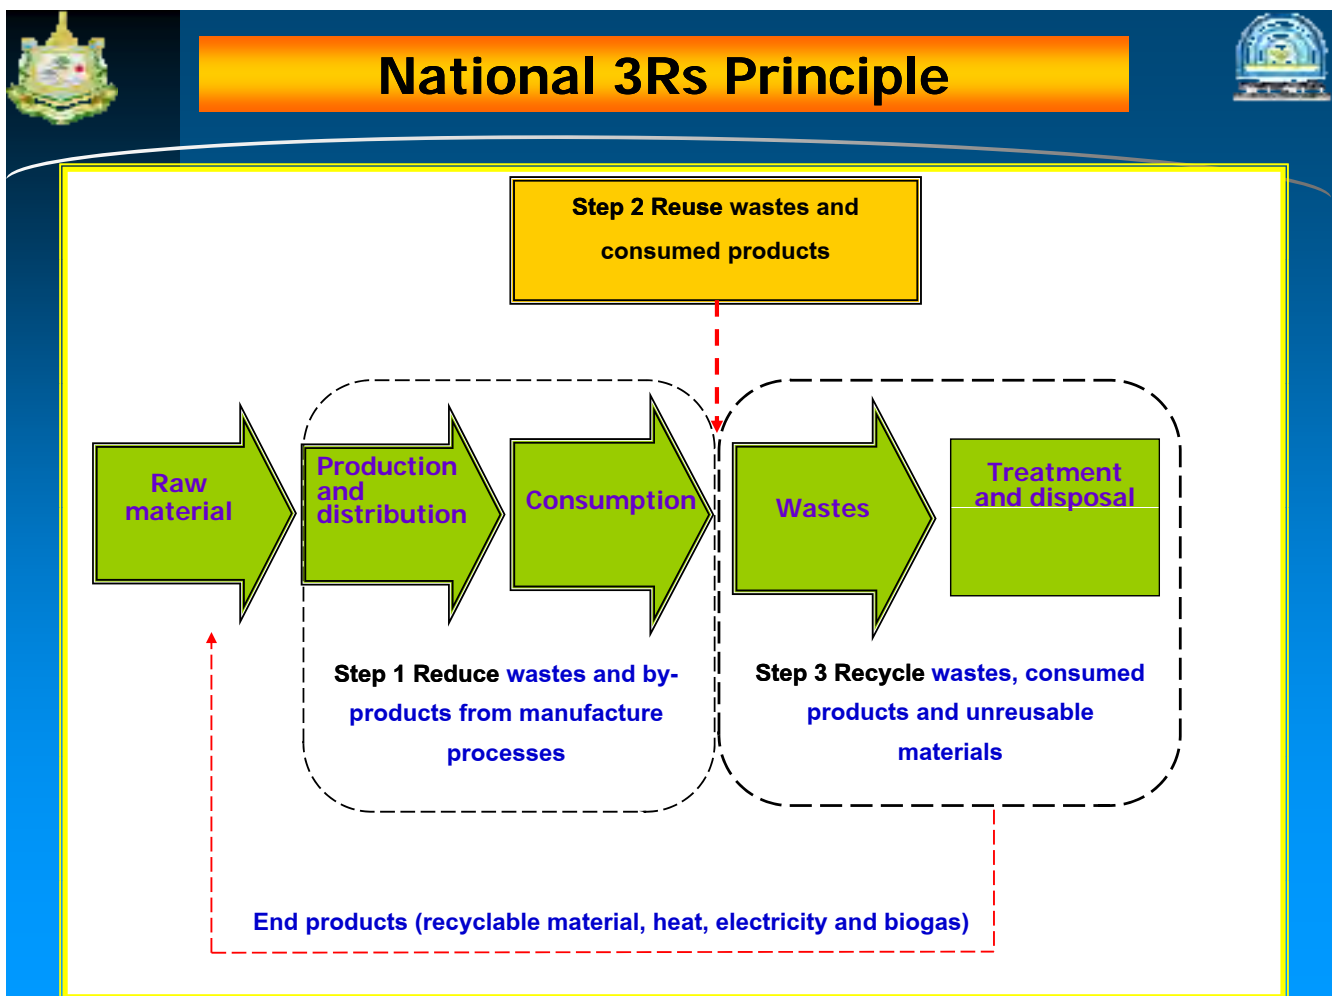 National 3Rs Principle
Step 2 Reuse wastes and
consumed products
Raw
material
Production
and
distribution
Consumption
Wastes
Treatment
and disposal
Step 1 Reduce wastes and by-
products from manufacture
processes
Step 3 Recycle wastes, consumed
products and unreusable
materials
End products (recyclable material, heat, electricity and biogas)